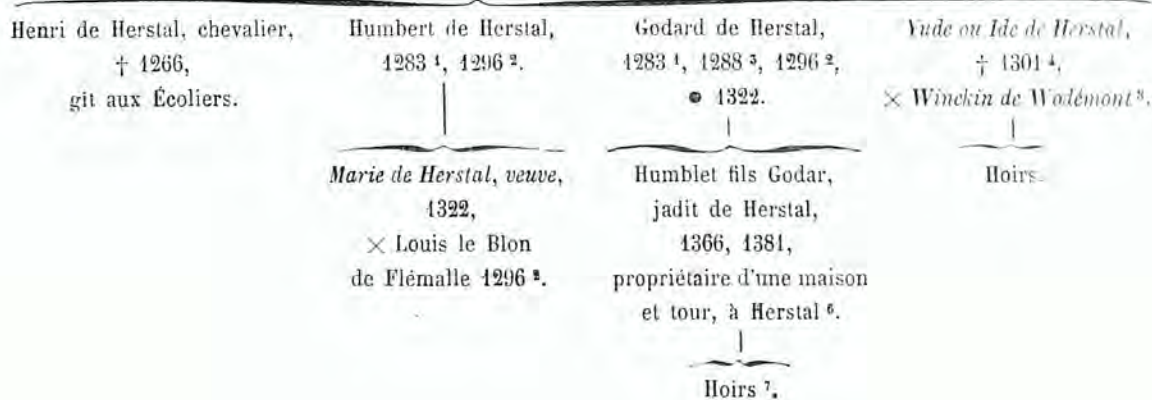 Henri de Herstal, chevalier,
† 1266,
gît aux Écoliers.
Humbert de Herstal,
1283 ¹, 1296 ².
Marie de Herstal, veuve,
1322,
× Louis le Blon
de Flémalle 1296 ².
Godard de Herstal,
1283 ¹, 1288 ³, 1296 ²,
● 1322.
Humblet fils Godar,
jadit de Herstal,
1366, 1381,
propriétaire d'une maison
et tour, à Herstal ⁶.
Hoirs ⁷.
Yude ou Ide de Herstal,
† 1301 ⁴,
× Winckin de Wodémont ⁵.
Hoirs.